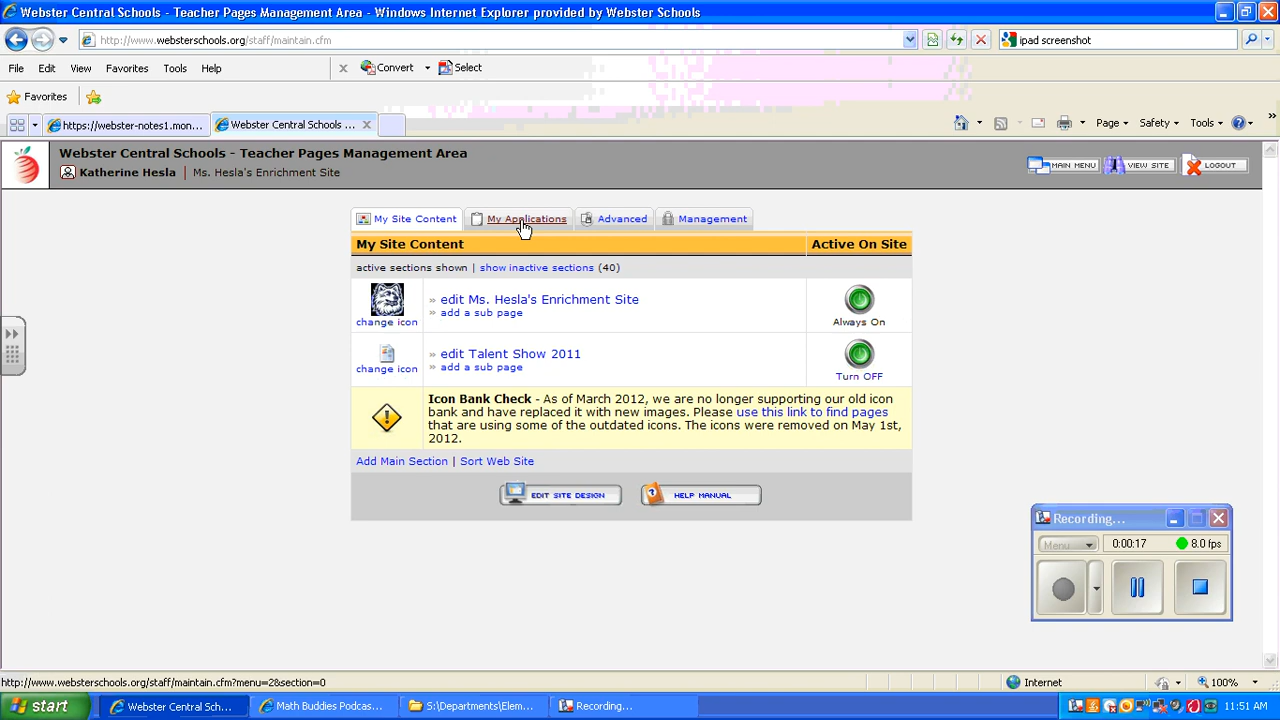 Webster Central Schools - Teacher Pages Management Area - Windows Internet Explorer provided by Webster Schools
http://www.websterschools.org/staff/maintain.cfm
ipad screenshot
File Edit View Favorites Tools Help
Convert Select
Favorites
https://webster-notes1.mon...
Webster Central Schools ...
Page Safety Tools
Webster Central Schools - Teacher Pages Management Area
Katherine Hesla | Ms. Hesla's Enrichment Site
MAIN MENU VIEW SITE LOGOUT
My Site Content My Applications Advanced Management
My Site Content Active On Site
active sections shown | show inactive sections (40)
» edit Ms. Hesla's Enrichment Site
» add a sub page
change icon
Always On
» edit Talent Show 2011
» add a sub page
change icon
Turn OFF
Icon Bank Check - As of March 2012, we are no longer supporting our old icon
bank and have replaced it with new images. Please use this link to find pages
that are using some of the outdated icons. The icons were removed on May 1st,
2012.
Add Main Section | Sort Web Site
EDIT SITE DESIGN HELP MANUAL
Recording...
Menu 0:00:17 8.0 fps
http://www.websterschools.org/staff/maintain.cfm?menu=2&section=0
Internet 100%
start Webster Central Sch... Math Buddies Podcas... S:\Departments\Elem... Recording... 11:51 AM